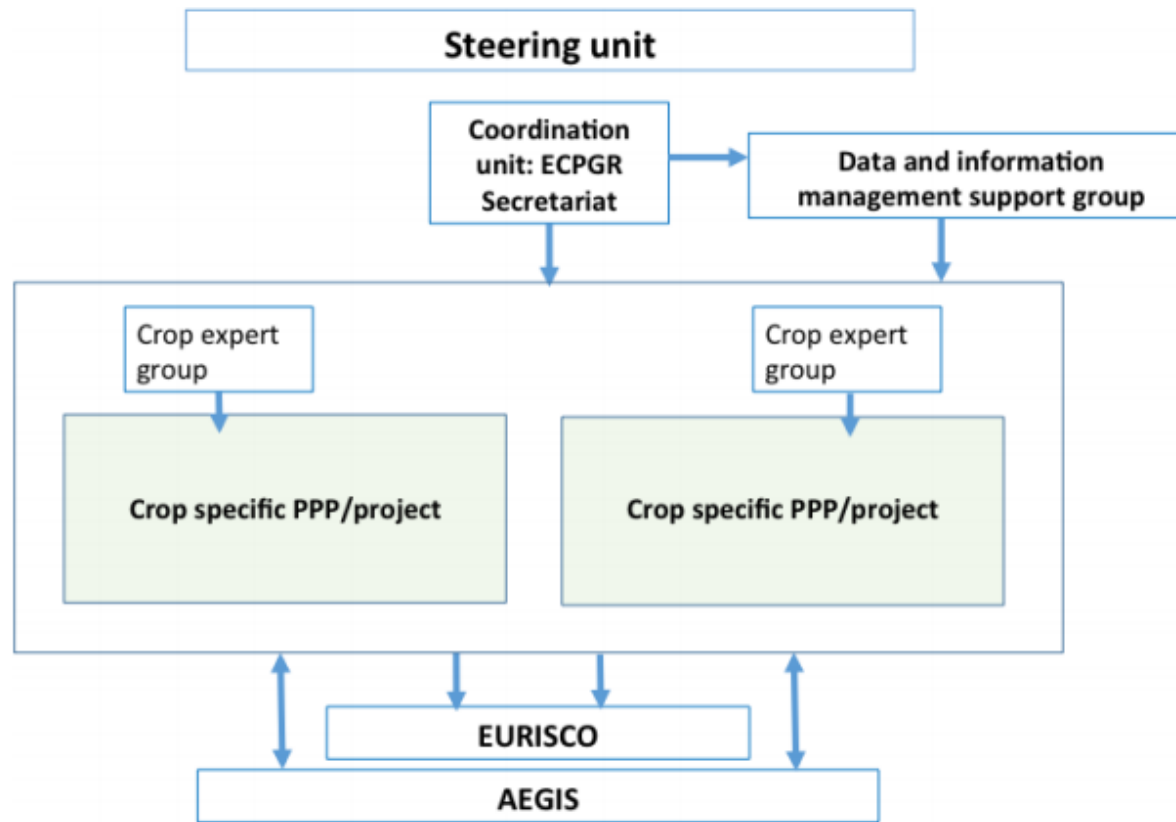 Steering unit
Coordination
unit: ECPGR
Secretariat
Data and information
management support group
Crop expert
group
Crop expert
group
Crop specific PPP/project
Crop specific PPP/project
EURISCO
AEGIS